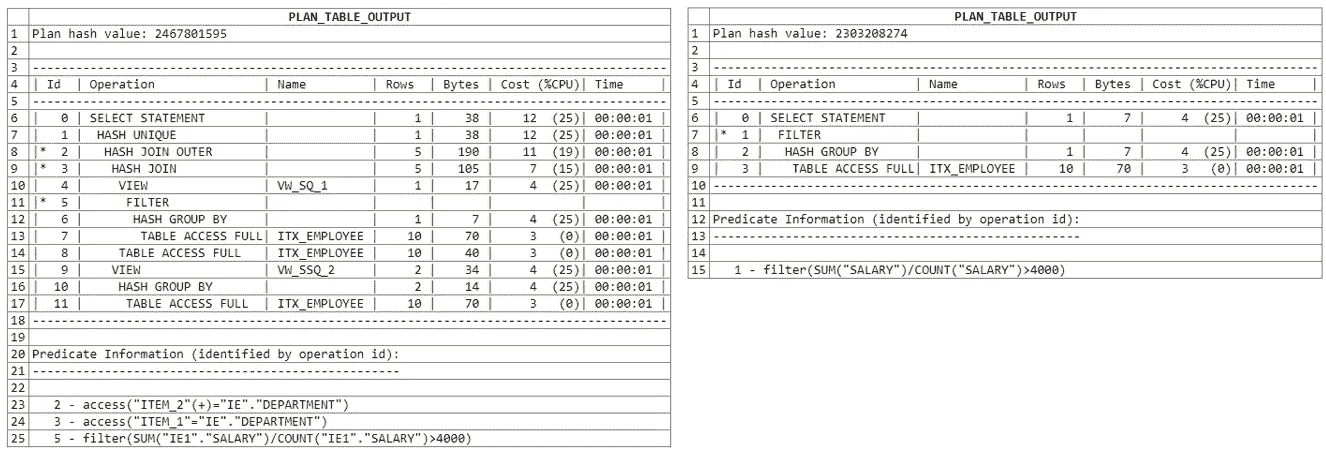 PLAN_TABLE_OUTPUT
1 Plan hash value: 2467801595
2
3 ------------------------------------------------------------------------------------------
4 | Id | Operation | Name | Rows | Bytes | Cost (%CPU)| Time |
5 ------------------------------------------------------------------------------------------
6 | 0 | SELECT STATEMENT | | 1 | 38 | 12 (25)| 00:00:01 |
7 | 1 | HASH UNIQUE | | 1 | 38 | 12 (25)| 00:00:01 |
8 |* 2 | HASH JOIN OUTER | | 5 | 190 | 11 (19)| 00:00:01 |
9 |* 3 | HASH JOIN | | 5 | 105 | 7 (15)| 00:00:01 |
10 | 4 | VIEW | VW_SQ_1 | 1 | 17 | 4 (25)| 00:00:01 |
11 |* 5 | FILTER | | | | | |
12 | 6 | HASH GROUP BY | | 1 | 7 | 4 (25)| 00:00:01 |
13 | 7 | TABLE ACCESS FULL| ITX_EMPLOYEE | 10 | 70 | 3 (0)| 00:00:01 |
14 | 8 | TABLE ACCESS FULL | ITX_EMPLOYEE | 10 | 40 | 3 (0)| 00:00:01 |
15 | 9 | VIEW | VW_SSQ_2 | 2 | 34 | 4 (25)| 00:00:01 |
16 | 10 | HASH GROUP BY | | 2 | 14 | 4 (25)| 00:00:01 |
17 | 11 | TABLE ACCESS FULL | ITX_EMPLOYEE | 10 | 70 | 3 (0)| 00:00:01 |
18 ------------------------------------------------------------------------------------------
19
20 Predicate Information (identified by operation id):
21 ---------------------------------------------------
22
23 2 - access("ITEM_2"(+)="IE"."DEPARTMENT")
24 3 - access("ITEM_1"="IE"."DEPARTMENT")
25 5 - filter(SUM("IE1"."SALARY")/COUNT("IE1"."SALARY")>4000)
PLAN_TABLE_OUTPUT
1 Plan hash value: 2303208274
2
3 ------------------------------------------------------------------------------------
4 | Id | Operation | Name | Rows | Bytes | Cost (%CPU)| Time |
5 ------------------------------------------------------------------------------------
6 | 0 | SELECT STATEMENT | | 1 | 7 | 4 (25)| 00:00:01 |
7 |* 1 | FILTER | | | | | |
8 | 2 | HASH GROUP BY | | 1 | 7 | 4 (25)| 00:00:01 |
9 | 3 | TABLE ACCESS FULL| ITX_EMPLOYEE | 10 | 70 | 3 (0)| 00:00:01 |
10 ------------------------------------------------------------------------------------
11
12 Predicate Information (identified by operation id):
13 ---------------------------------------------------
14
15 1 - filter(SUM("SALARY")/COUNT("SALARY")>4000)